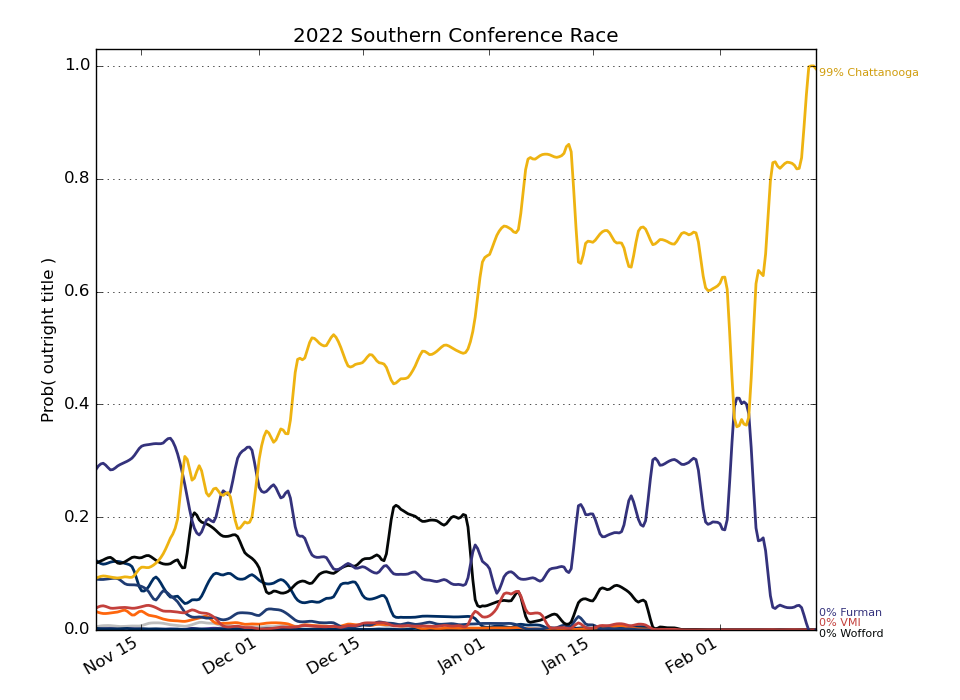 2022 Southern Conference Race
Prob( outright title )
1.0
0.8
0.6
0.4
0.2
0.0
Nov 15
Dec 01
Dec 15
Jan 01
Jan 15
Feb 01
99% Chattanooga
0% Furman
0% VMI
0% Wofford